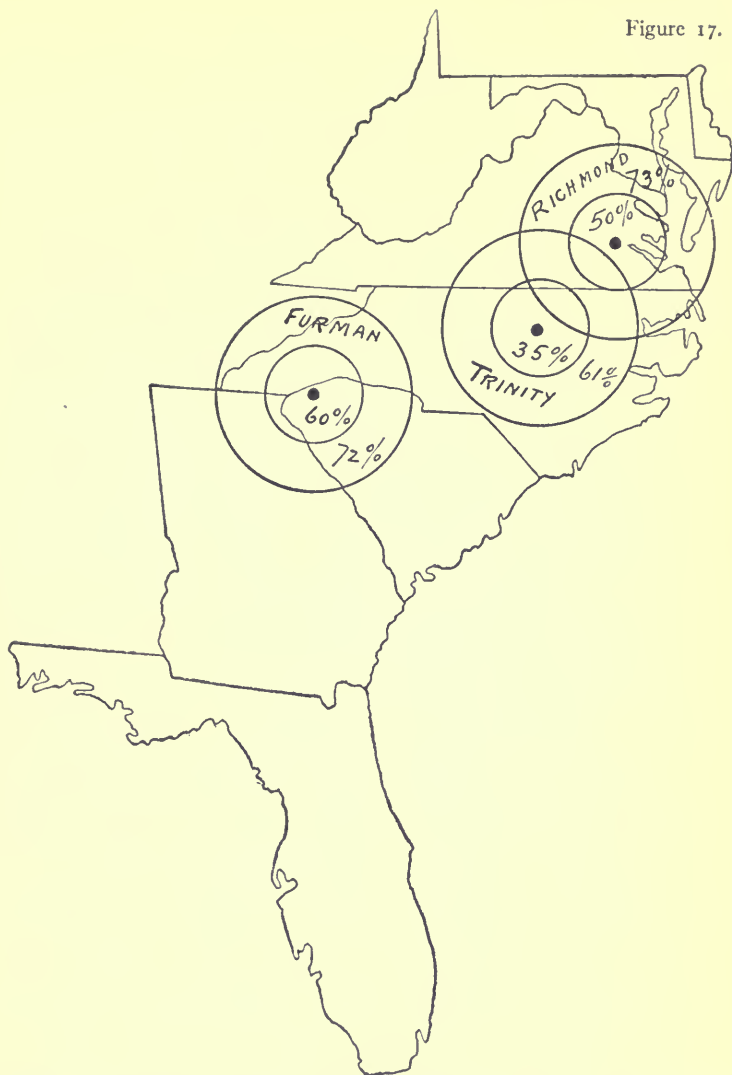 Figure 17.
RICHMOND
73%
50%
FURMAN
35%
61%
TRINITY
60%
72%